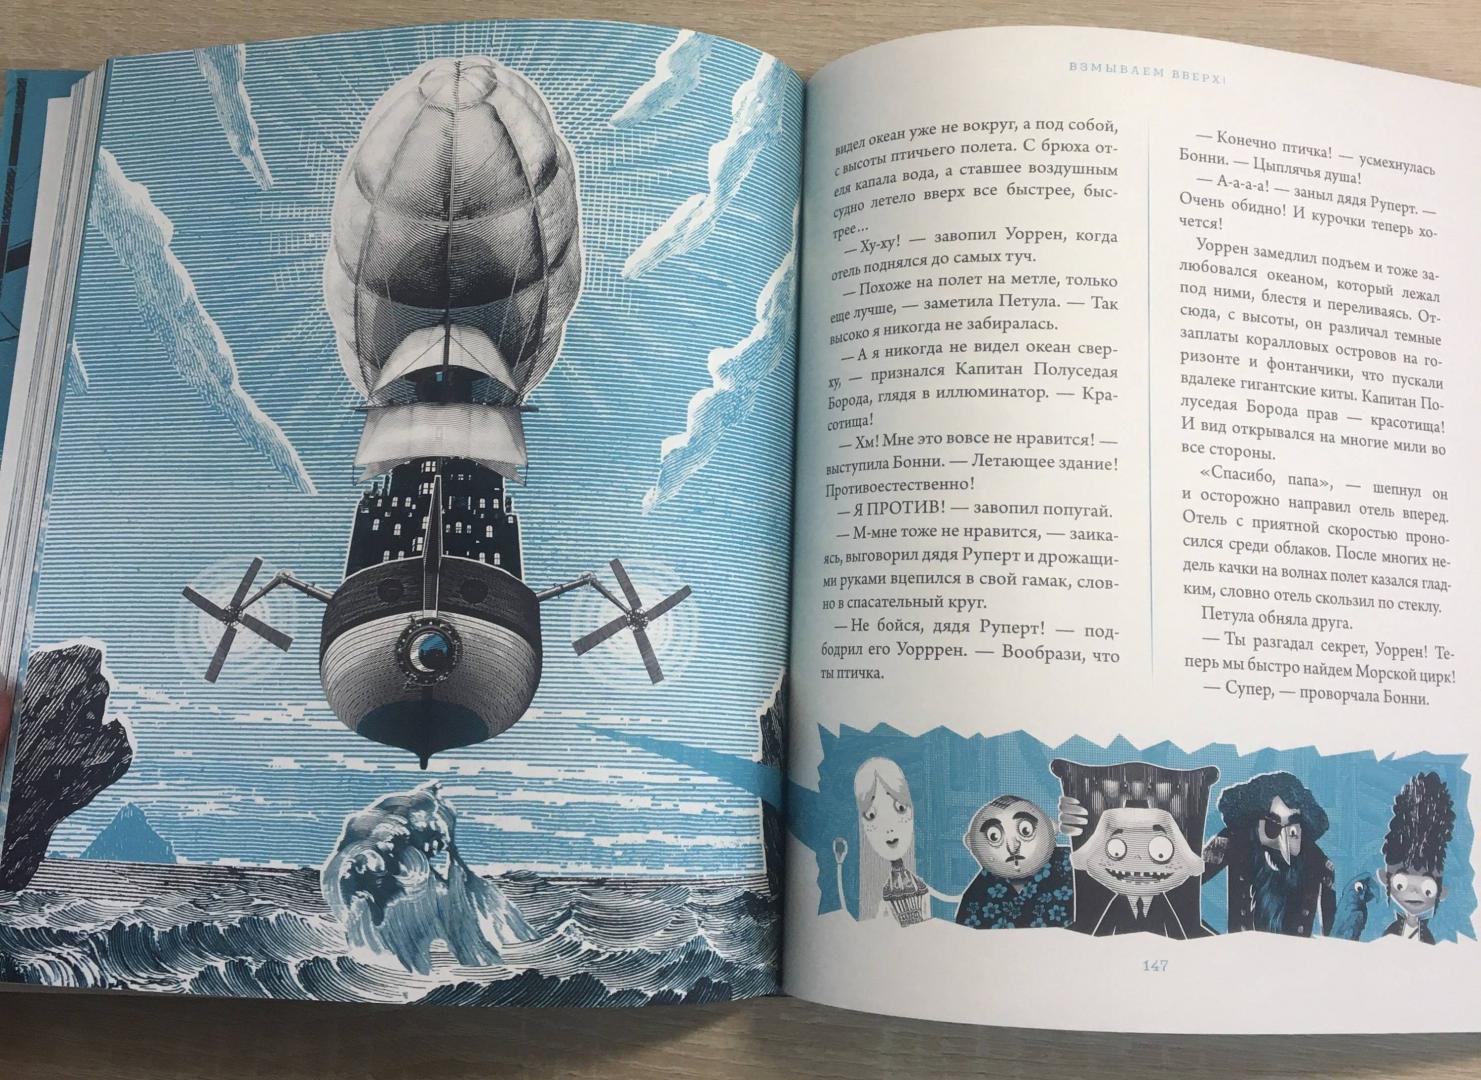 ВЗМЫВАЕМ ВВЕРХ!
видел океан уже не вокруг, а под собой,
с высоты птичьего полета. С брюха от-
еля капала вода, а ставшее воздушным
судно летело вверх все быстрее, быс-
трее...
— Ху-ху! — завопил Уоррен, когда
отель поднялся до самых туч.
— Похоже на полет на метле, только
еще лучше, — заметила Петула. — Так
высоко я никогда не забиралась.
— А я никогда не видел океан свер-
ху, — признался Капитан Полуседая
Борода, глядя в иллюминатор. — Кра-
сотища!
— Хм! Мне это вовсе не нравится! —
выступила Бонни. — Летающее здание!
Противоестественно!
— Я ПРОТИВ! — завопил попугай.
— М-мне тоже не нравится, — заика-
ясь, выговорил дядя Руперт и дрожащи-
ми руками вцепился в свой гамак, слов-
но в спасательный круг.
— Не бойся, дядя Руперт! — под-
бодрил его Уорррен. — Вообрази, что
ты птичка.
— Конечно птичка! — усмехнулась
Бонни. — Цыплячья душа!
— А-а-а-а! — заныл дядя Руперт. —
Очень обидно! И курочки теперь хо-
чется!
Уоррен замедлил подъем и тоже за-
любовался океаном, который лежал
под ними, блестя и переливаясь. От-
сюда, с высоты, он различал темные
заплаты коралловых островов на го-
ризонте и фонтанчики, что пускали
вдалеке гигантские киты. Капитан По-
луседая Борода прав — красотища!
И вид открывался на многие мили во
все стороны.
«Спасибо, папа», — шепнул он
и осторожно направил отель вперед.
Отель с приятной скоростью проно-
сился среди облаков. После многих не-
дель качки на волнах полет казался глад-
ким, словно отель скользил по стеклу.
Петула обняла друга.
— Ты разгадал секрет, Уоррен! Те-
перь мы быстро найдем Морской цирк!
— Супер, — проворчала Бонни.
147